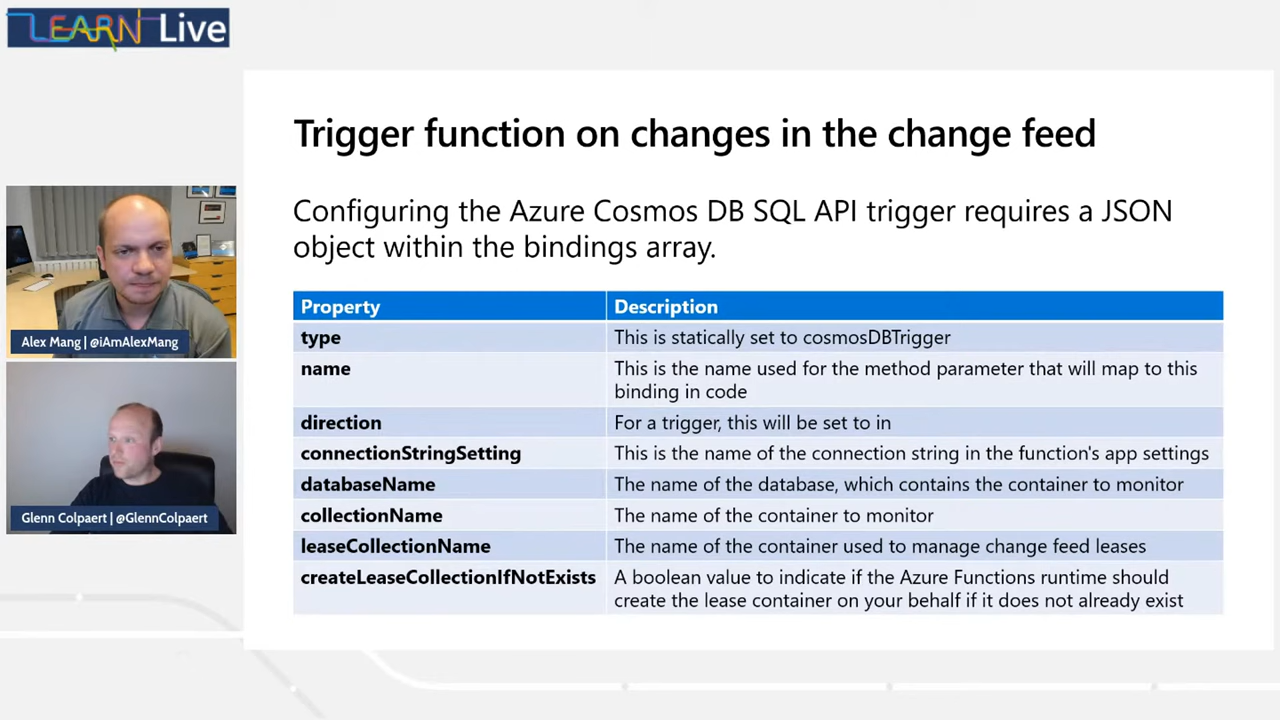 LEARN Live
Trigger function on changes in the change feed
Configuring the Azure Cosmos DB SQL API trigger requires a JSON
object within the bindings array.
Property Description
type This is statically set to cosmosDBTrigger
name This is the name used for the method parameter that will map to this
binding in code
direction For a trigger, this will be set to in
connectionStringSetting This is the name of the connection string in the function's app settings
databaseName The name of the database, which contains the container to monitor
collectionName The name of the container to monitor
leaseCollectionName The name of the container used to manage change feed leases
createLeaseCollectionIfNotExists A boolean value to indicate if the Azure Functions runtime should
create the lease container on your behalf if it does not already exist
Alex Mang | @iAmAlexMang
Glenn Colpaert | @GlennColpaert